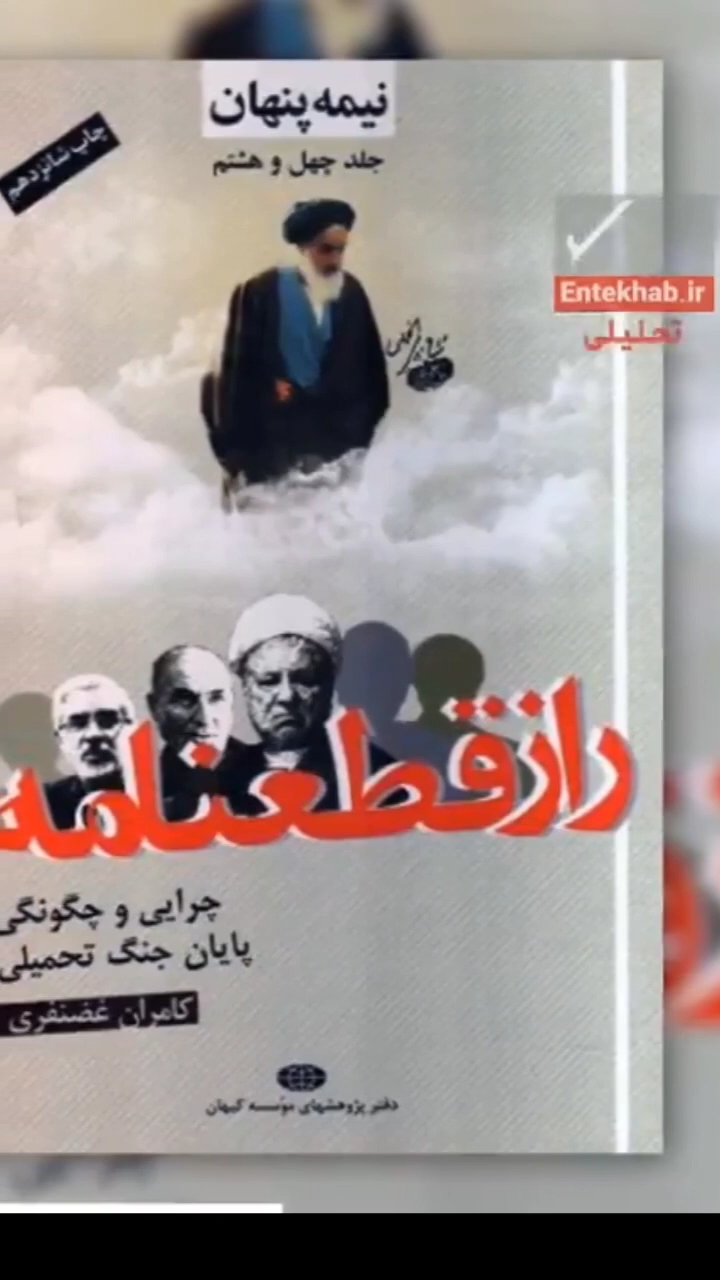 نیمه پنهان
جلد چهل و هشتم
چاپ شانزدهم
Entekhab.ir
تحلیلی
راز قطعنامه
چرایی و چگونگی
پایان جنگ تحمیلی
کامران غضنفری
دفتر پژوهشهای مؤسسه کیهان